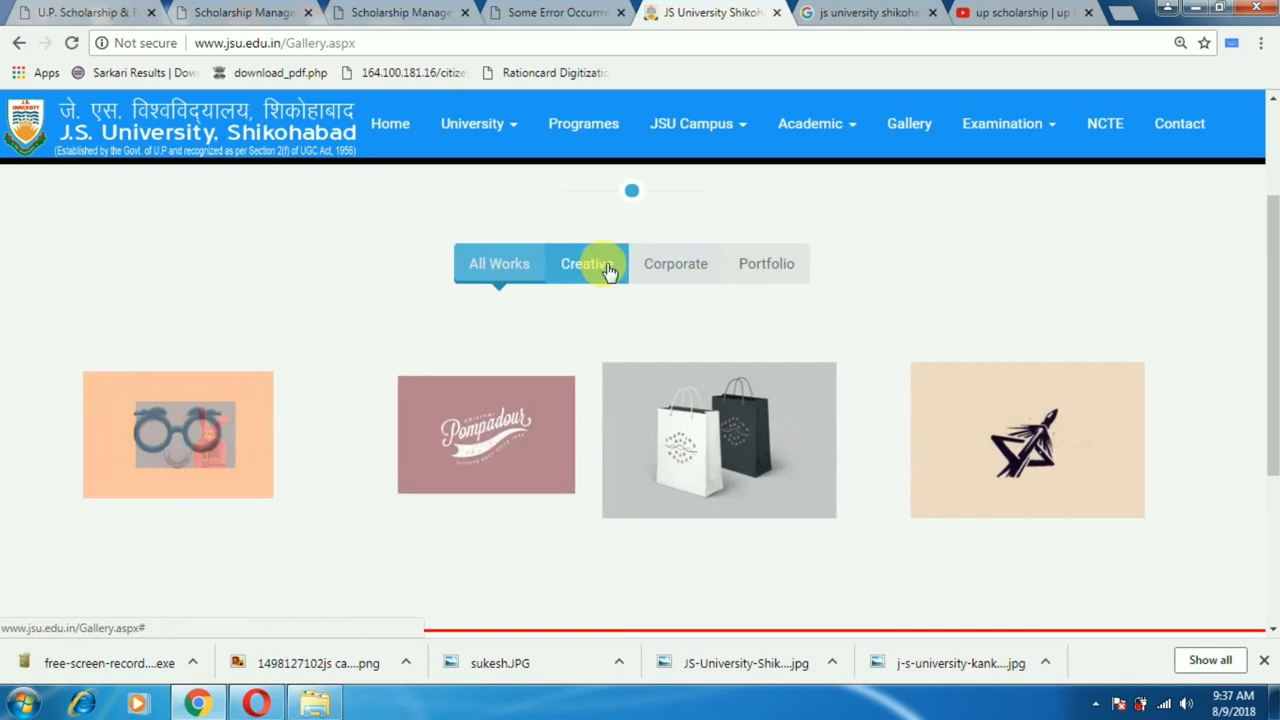 U.P. Scholarship & F
Scholarship Manage
Scholarship Manage
Some Error Occurrre
JS University Shikoh
js university shikoha
up scholarship | up
Not secure
www.jsu.edu.in/Gallery.aspx
Apps
Sarkari Results | Dow
download_pdf.php
164.100.181.16/citize
Rationcard Digitizatic
जे. एस. विश्वविद्यालय, शिकोहाबाद
J.S. University, Shikohabad
(Established by the Govt. of U.P and recognized as per Section 2(f) of UGC Act, 1956)
Home
University
Programes
JSU Campus
Academic
Gallery
Examination
NCTE
Contact
All Works
Creative
Corporate
Portfolio
Pompadour
www.jsu.edu.in/Gallery.aspx#
free-screen-record....exe
1498127102js ca....png
sukesh.JPG
JS-University-Shik....jpg
j-s-university-kank....jpg
Show all
9:37 AM
8/9/2018